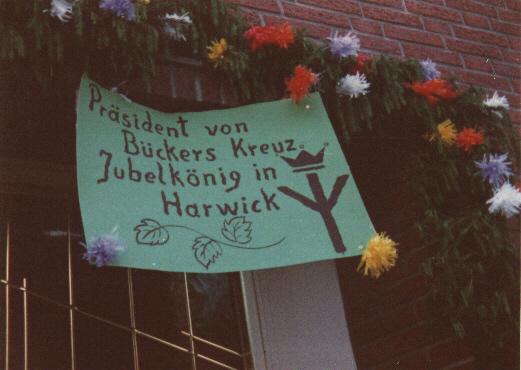 Präsident von
Bückers Kreuz
Jubelkönig in
Harwick